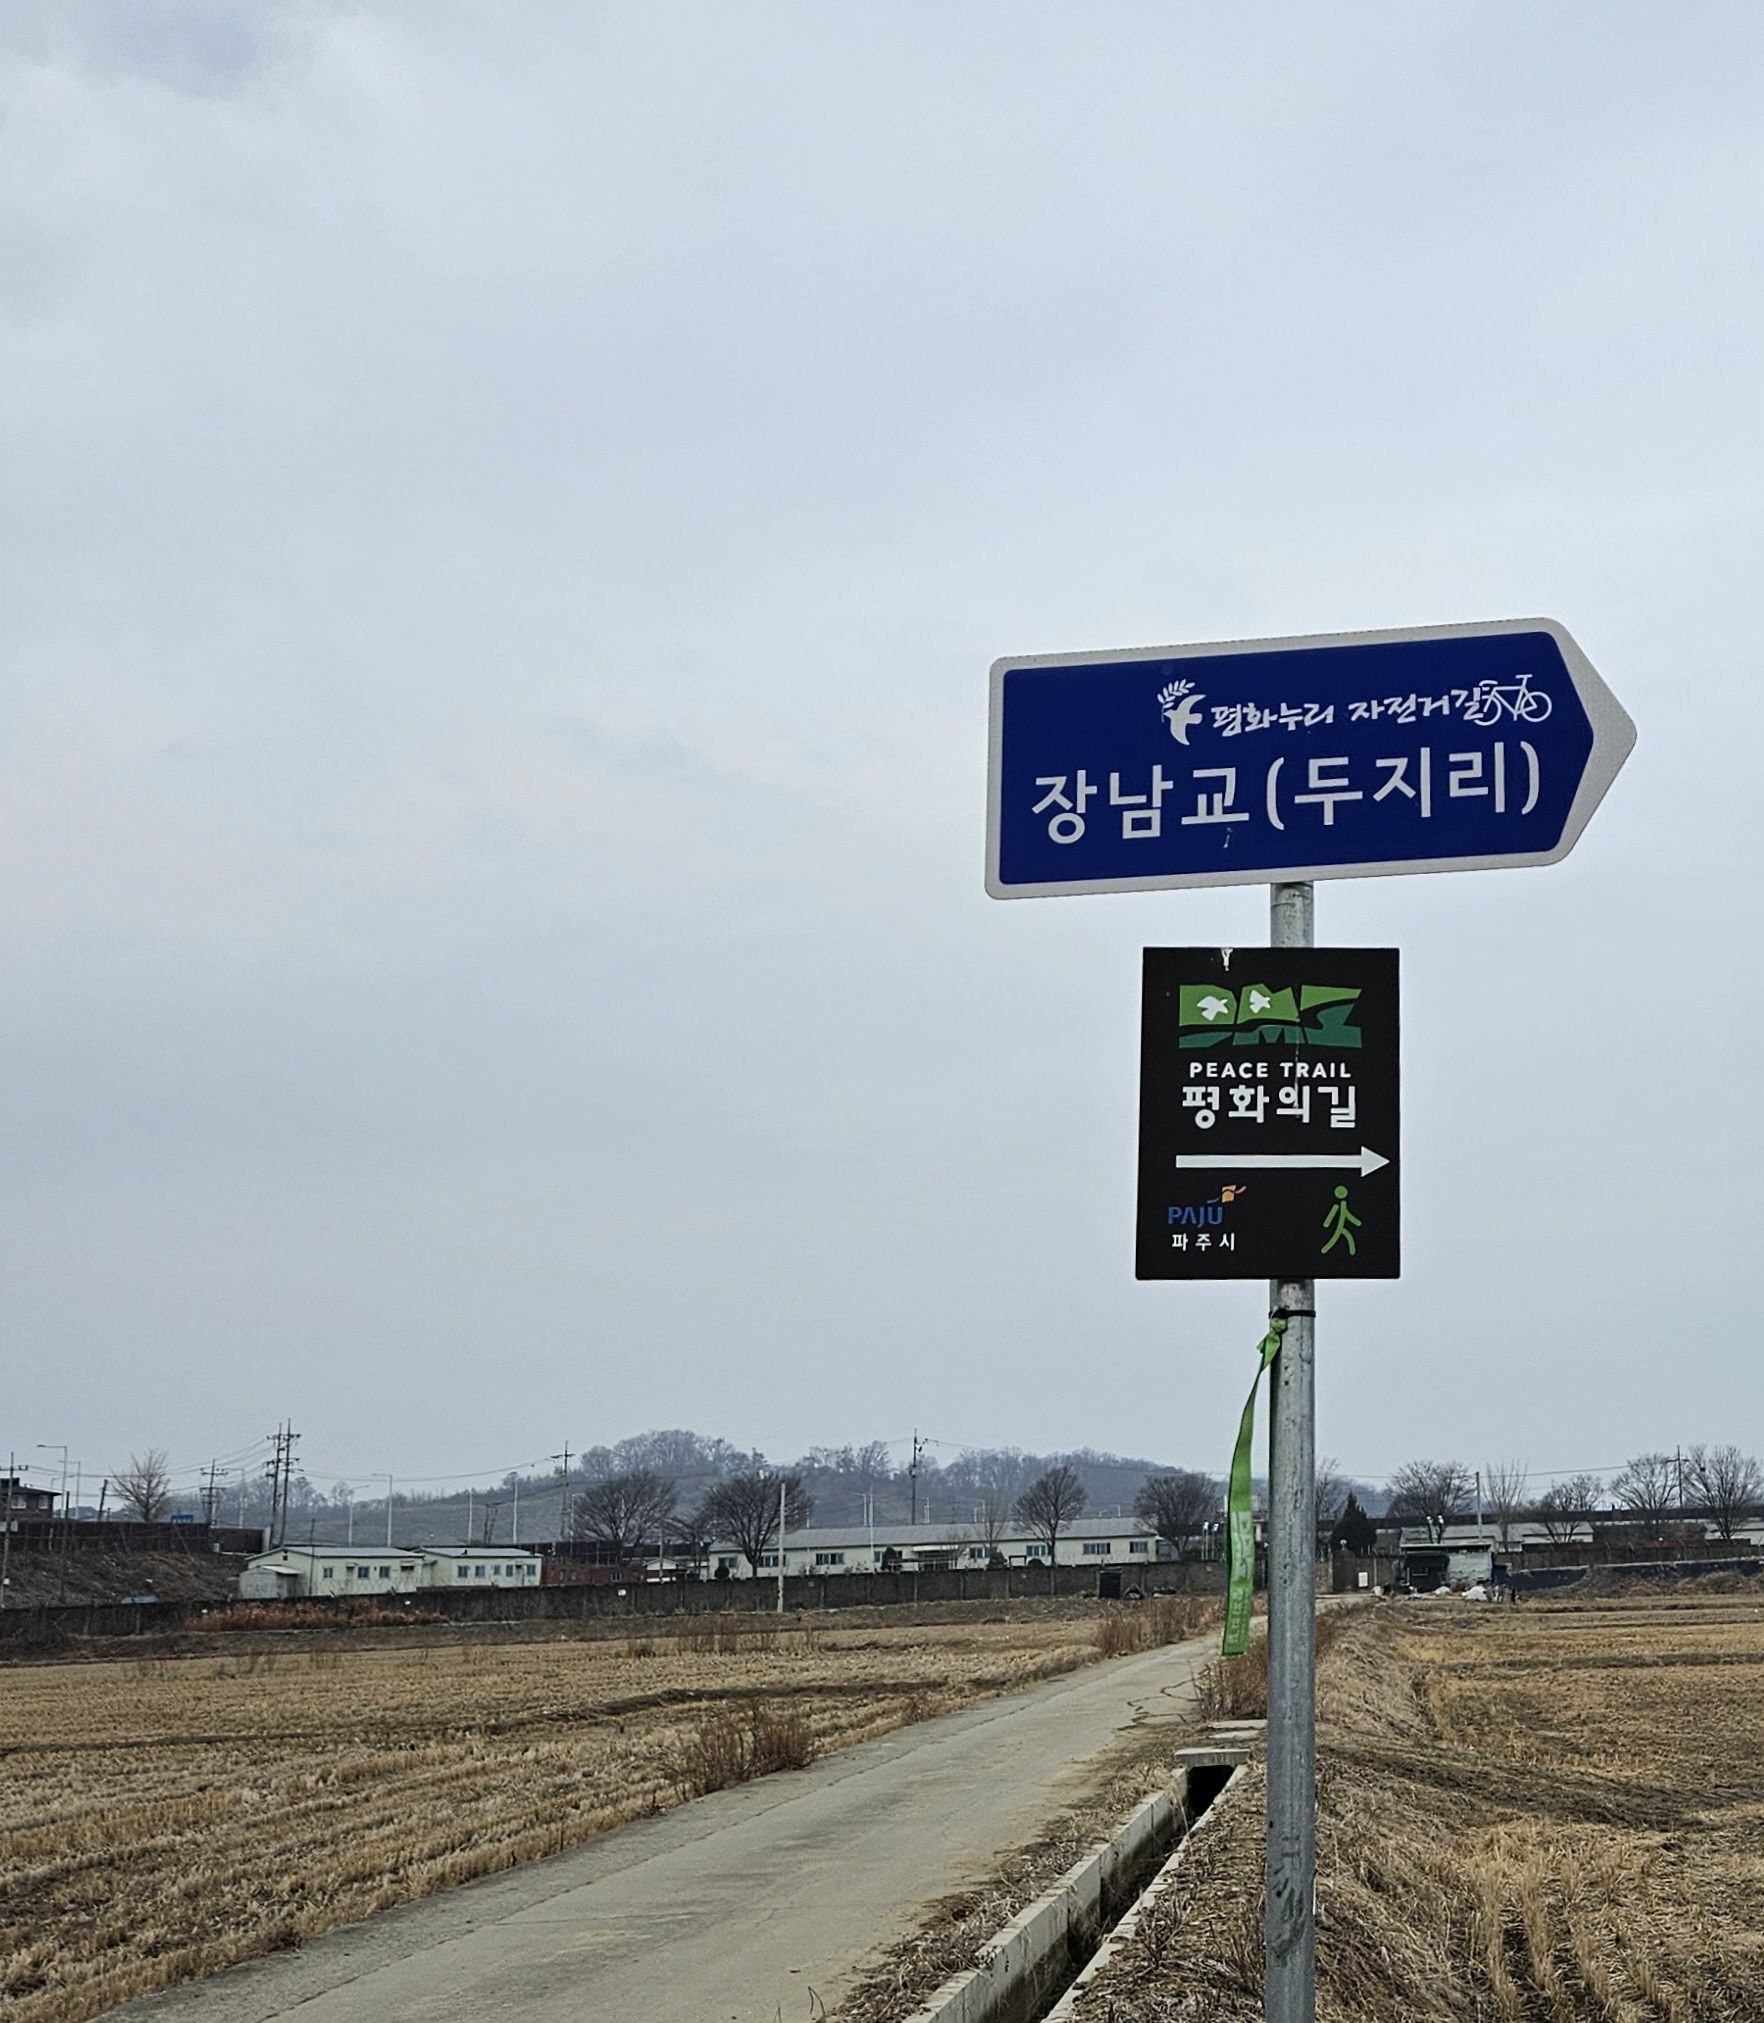 평화누리 자전거길
장남교(두지리)
DMZ
PEACE TRAIL
평화의길
PAJU
파주시